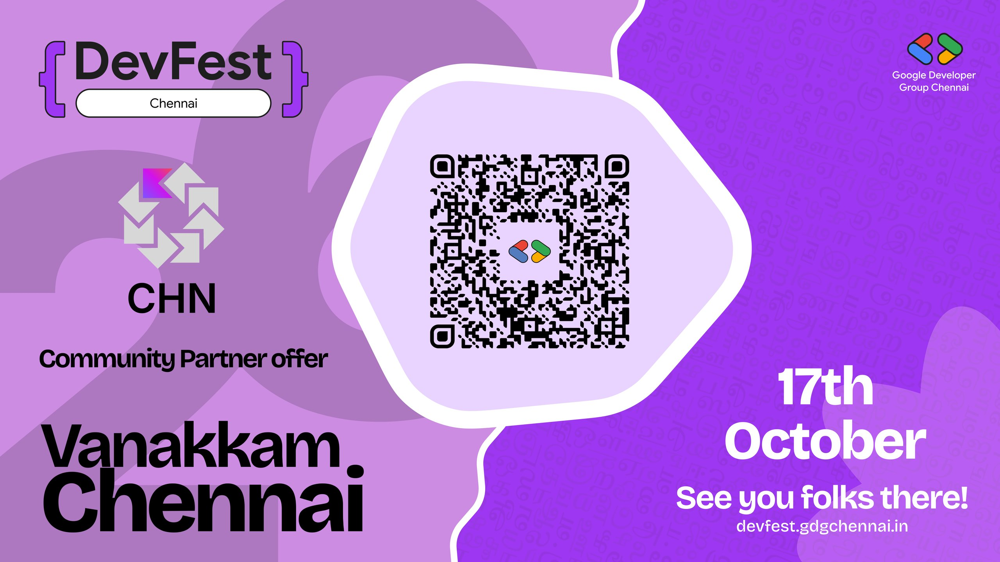 DevFest
Chennai
Google Developer
Group Chennai
CHN
Community Partner offer
Vanakkam
Chennai
17th
October
See you folks there!
devfest.gdgchennai.in